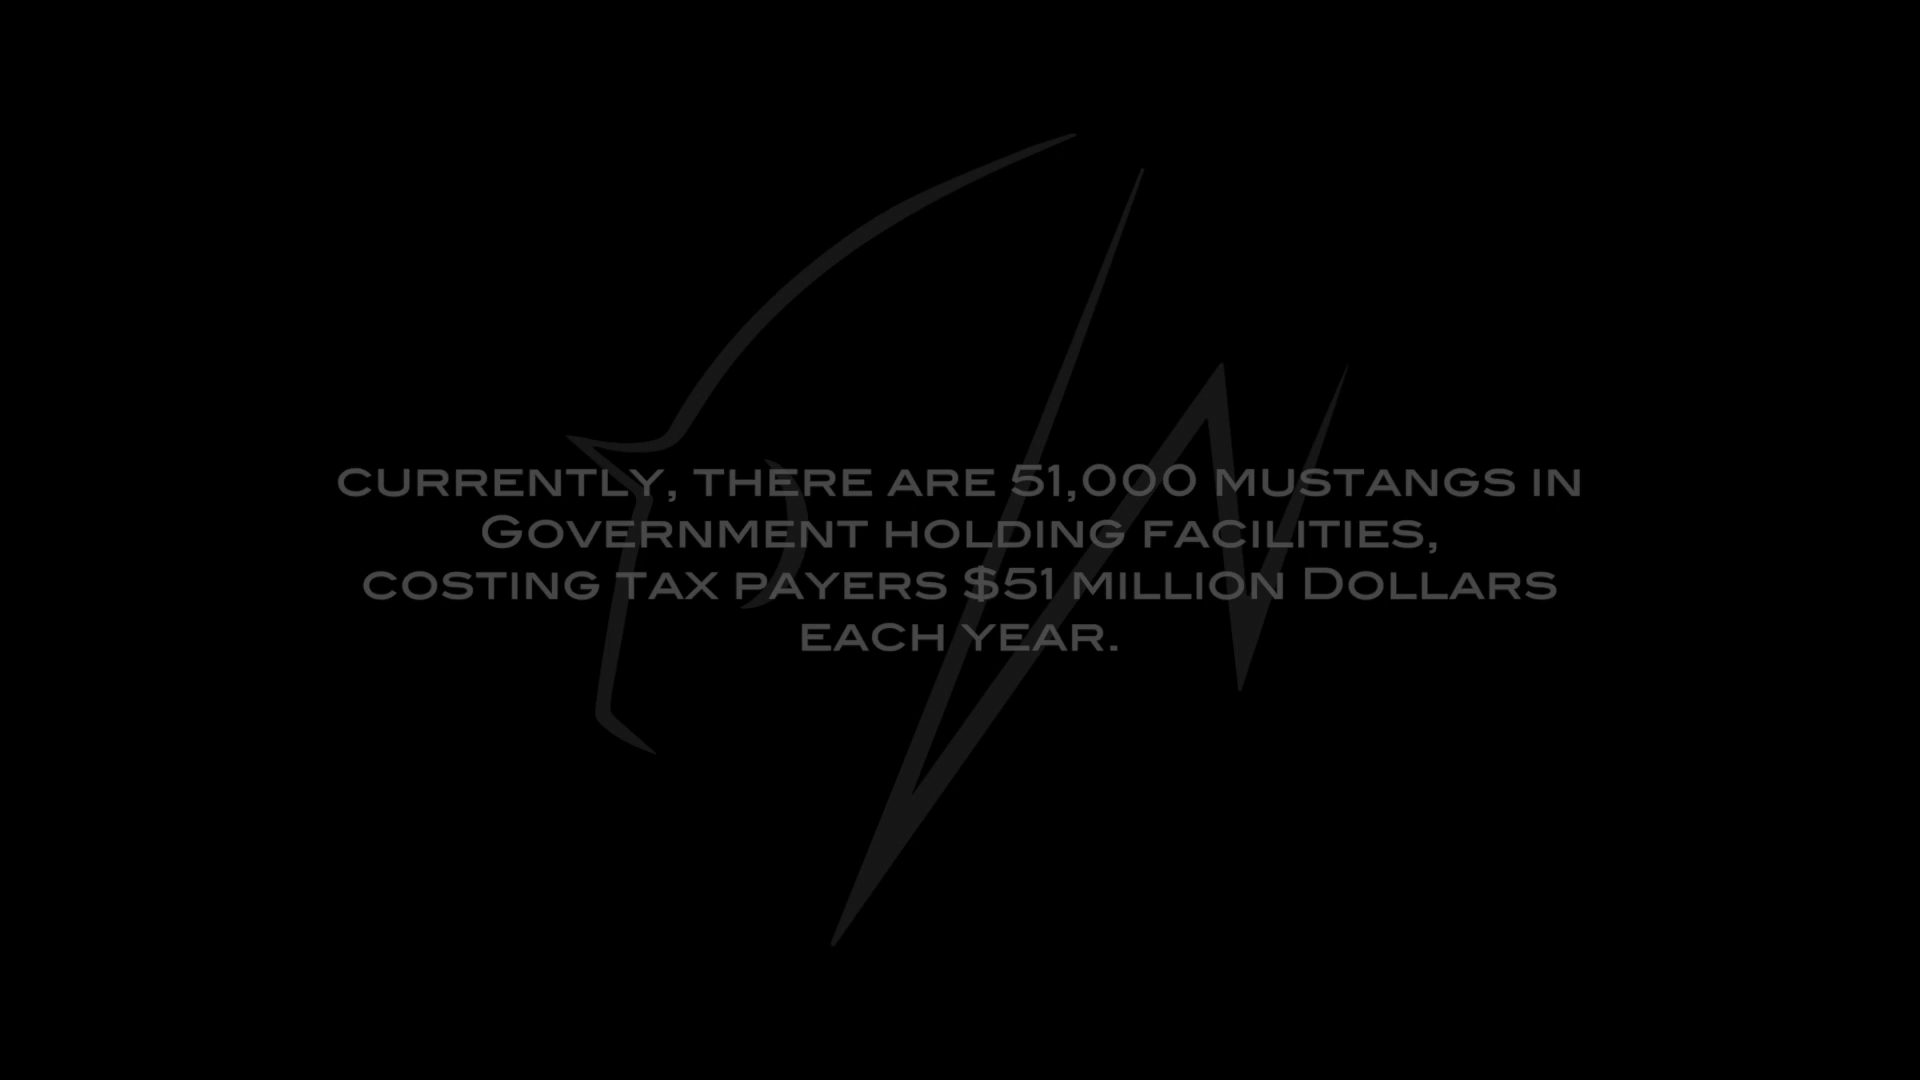 CURRENTLY, THERE ARE 51,000 MUSTANGS IN
GOVERNMENT HOLDING FACILITIES,
COSTING TAX PAYERS $51 MILLION DOLLARS
EACH YEAR.